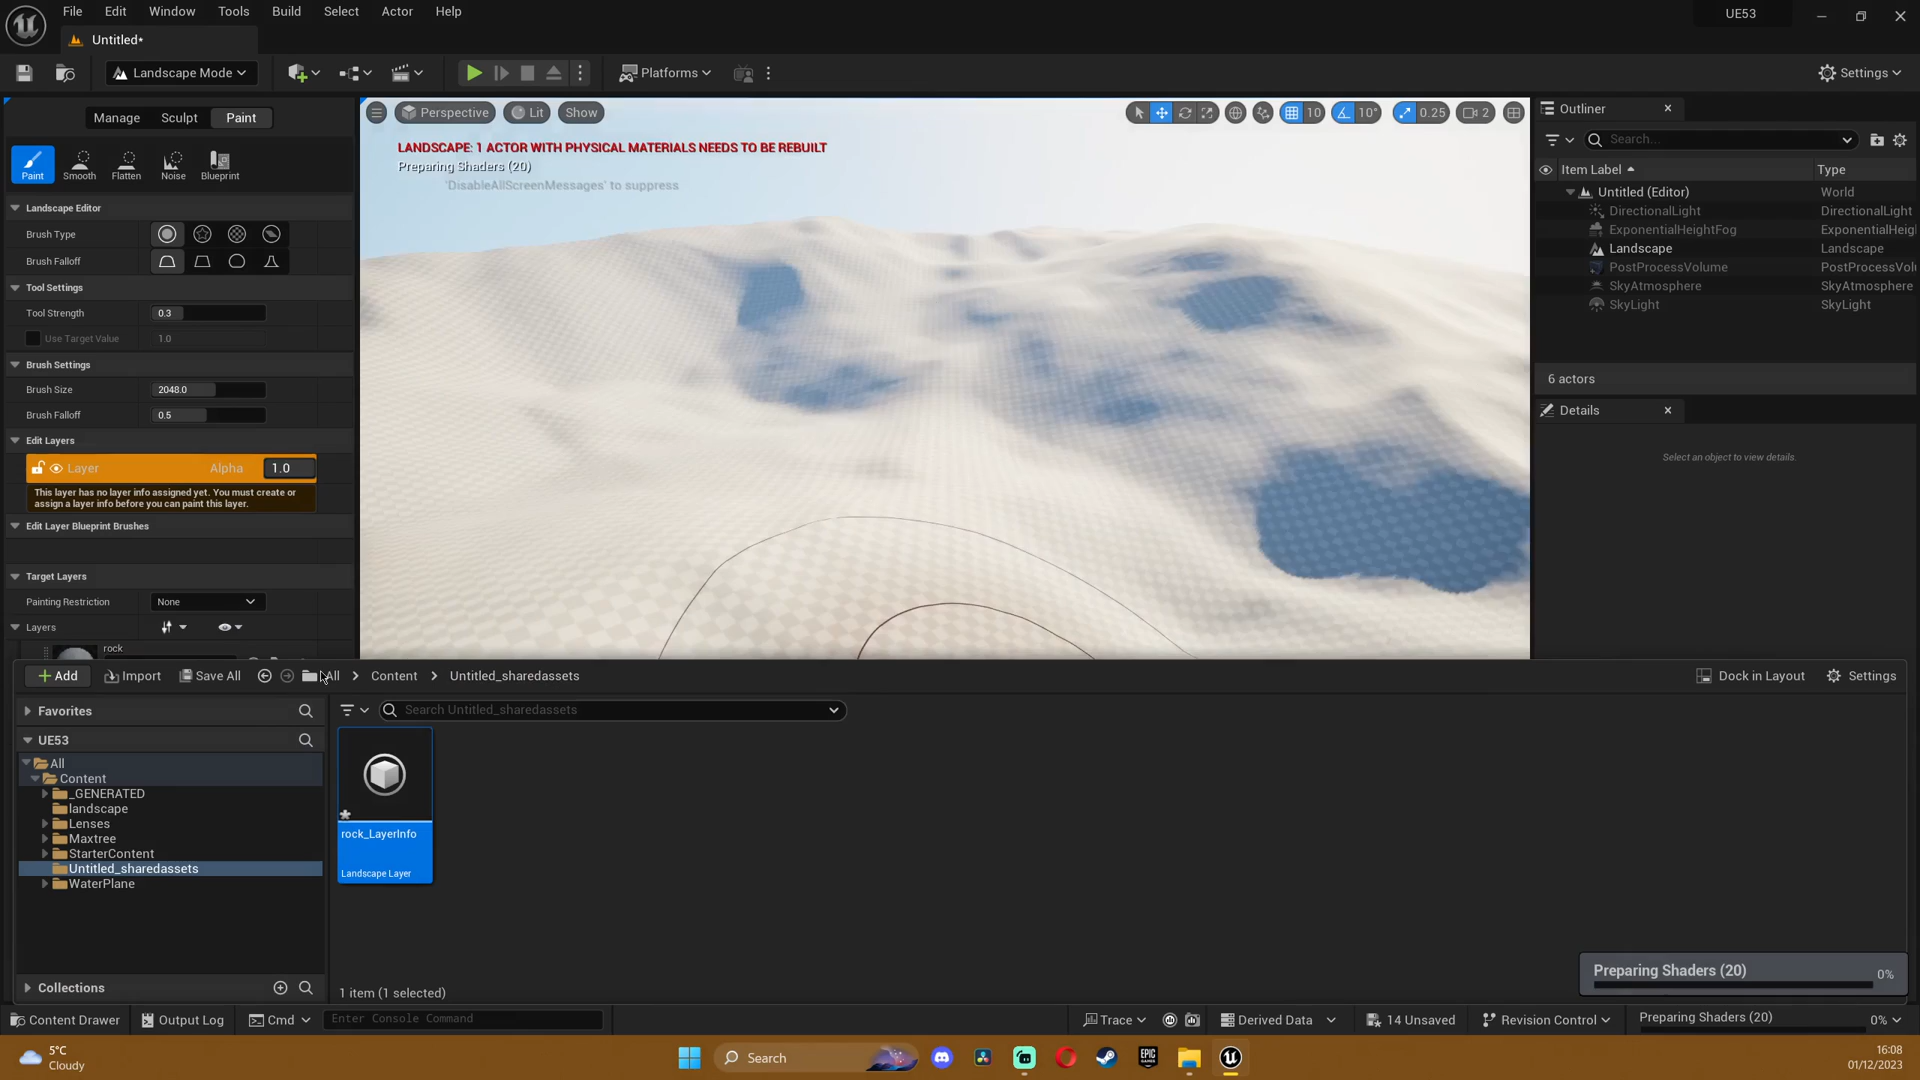 File Edit Window Tools Build Select Actor Help
UE53
Untitled*
Landscape Mode
Platforms
Settings
Manage Sculpt Paint
Paint Smooth Flatten Noise Blueprint
Landscape Editor
Brush Type
Brush Falloff
Tool Settings
Tool Strength 0.3
Use Target Value 1.0
Brush Settings
Brush Size 2048.0
Brush Falloff 0.5
Edit Layers
Layer Alpha 1.0
This layer has no layer info assigned yet. You must create or
assign a layer info before you can paint this layer.
Edit Layer Blueprint Brushes
Target Layers
Painting Restriction None
Layers
rock
Perspective Lit Show
10 10° 0.25 2
LANDSCAPE: 1 ACTOR WITH PHYSICAL MATERIALS NEEDS TO BE REBUILT
Preparing Shaders (20)
'DisableAllScreenMessages' to suppress
Outliner
Search...
Item Label Type
Untitled (Editor) World
DirectionalLight DirectionalLight
ExponentialHeightFog ExponentialHeig
Landscape Landscape
PostProcessVolume PostProcessVolu
SkyAtmosphere SkyAtmosphere
SkyLight SkyLight
6 actors
Details
Select an object to view details.
Add Import Save All All Content Untitled_sharedassets
Dock in Layout Settings
Favorites
UE53
All
Content
_GENERATED
landscape
Lenses
Maxtree
StarterContent
Untitled_sharedassets
WaterPlane
Collections
Search Untitled_sharedassets
rock_LayerInfo
Landscape Layer
1 item (1 selected)
Preparing Shaders (20) 0%
Content Drawer Output Log Cmd Enter Console Command
Trace Derived Data 14 Unsaved Revision Control Preparing Shaders (20) 0%
5°C
Cloudy
Search
EPIC
GAMES
16:08
01/12/2023